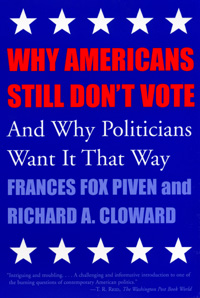 WHY AMERICANS
STILL DON'T VOTE
And Why Politicians
Want It That Way
FRANCES FOX PIVEN and
RICHARD A. CLOWARD
"Intriguing and troubling. . . . A challenging and informative introduction to one of
the haunting questions of contemporary American politics."
—T. R. Reid, The Washington Post Book World